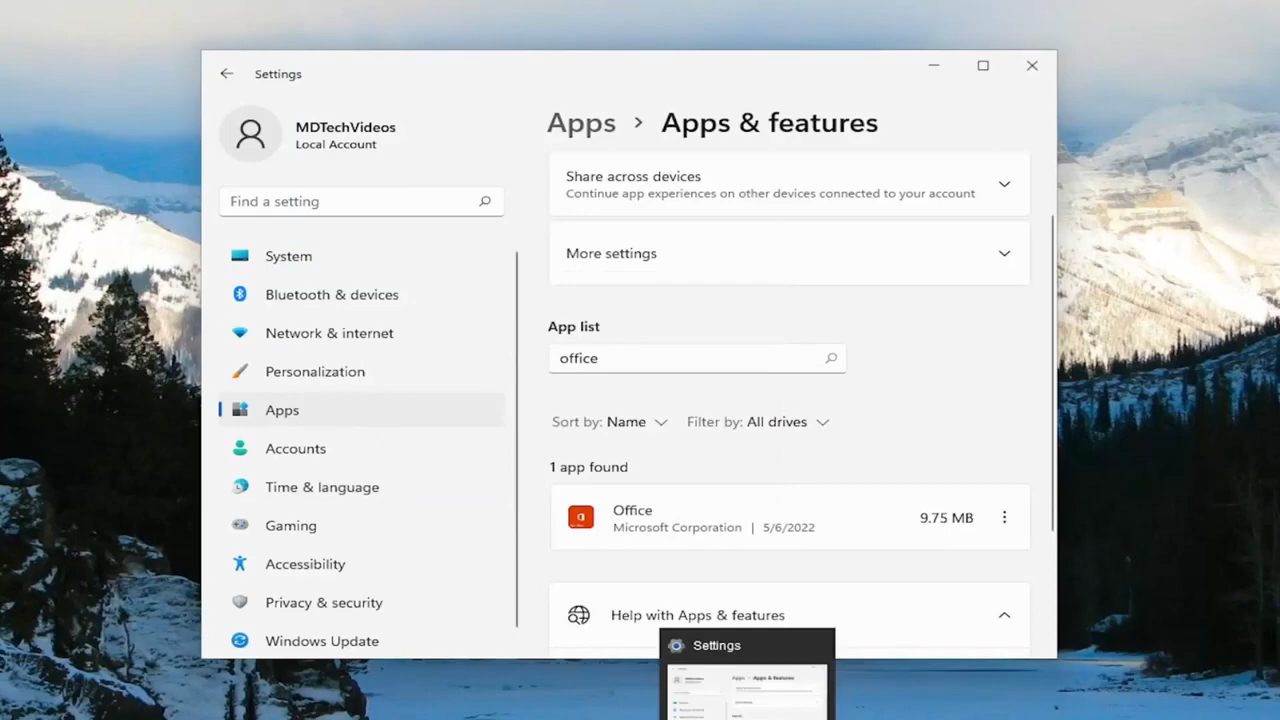 Settings
MDTechVideos
Local Account
Find a setting
System
Bluetooth & devices
Network & internet
Personalization
Apps
Accounts
Time & language
Gaming
Accessibility
Privacy & security
Windows Update
Apps > Apps & features
Share across devices
Continue app experiences on other devices connected to your account
More settings
App list
office
Sort by: Name Filter by: All drives
1 app found
Office
Microsoft Corporation | 5/6/2022
9.75 MB
Help with Apps & features
Settings
Apps > Apps & features